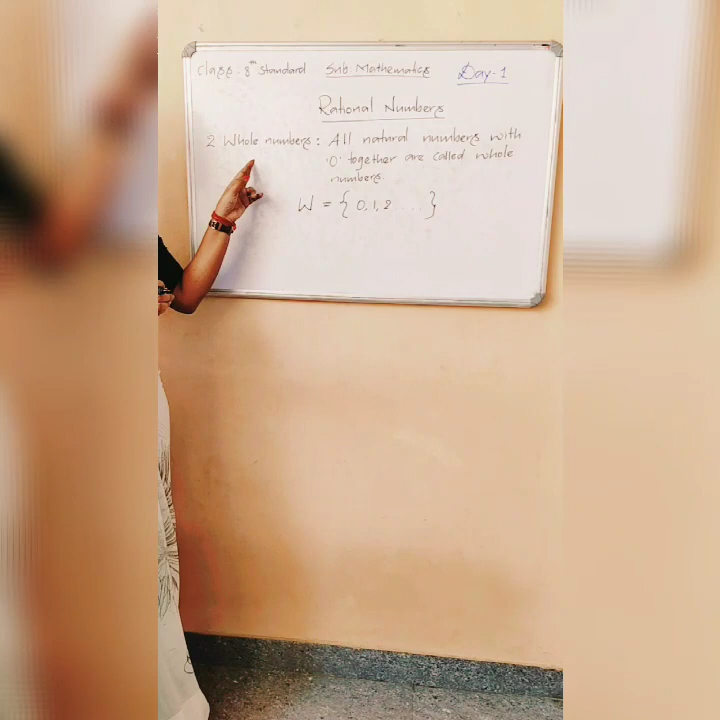 Class - 8th Standard Sub: Mathematics Day-1
Rational Numbers
2 Whole numbers: All natural numbers with
'0' together are called whole
numbers.
W = {0, 1, 2 ....}